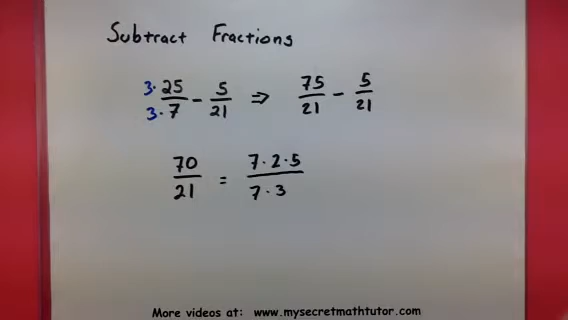 Subtract Fractions
3·25/3·7 - 5/21 ⇒ 75/21 - 5/21
70/21 = 7·2·5/7·3
More videos at: www.mysecretmathtutor.com